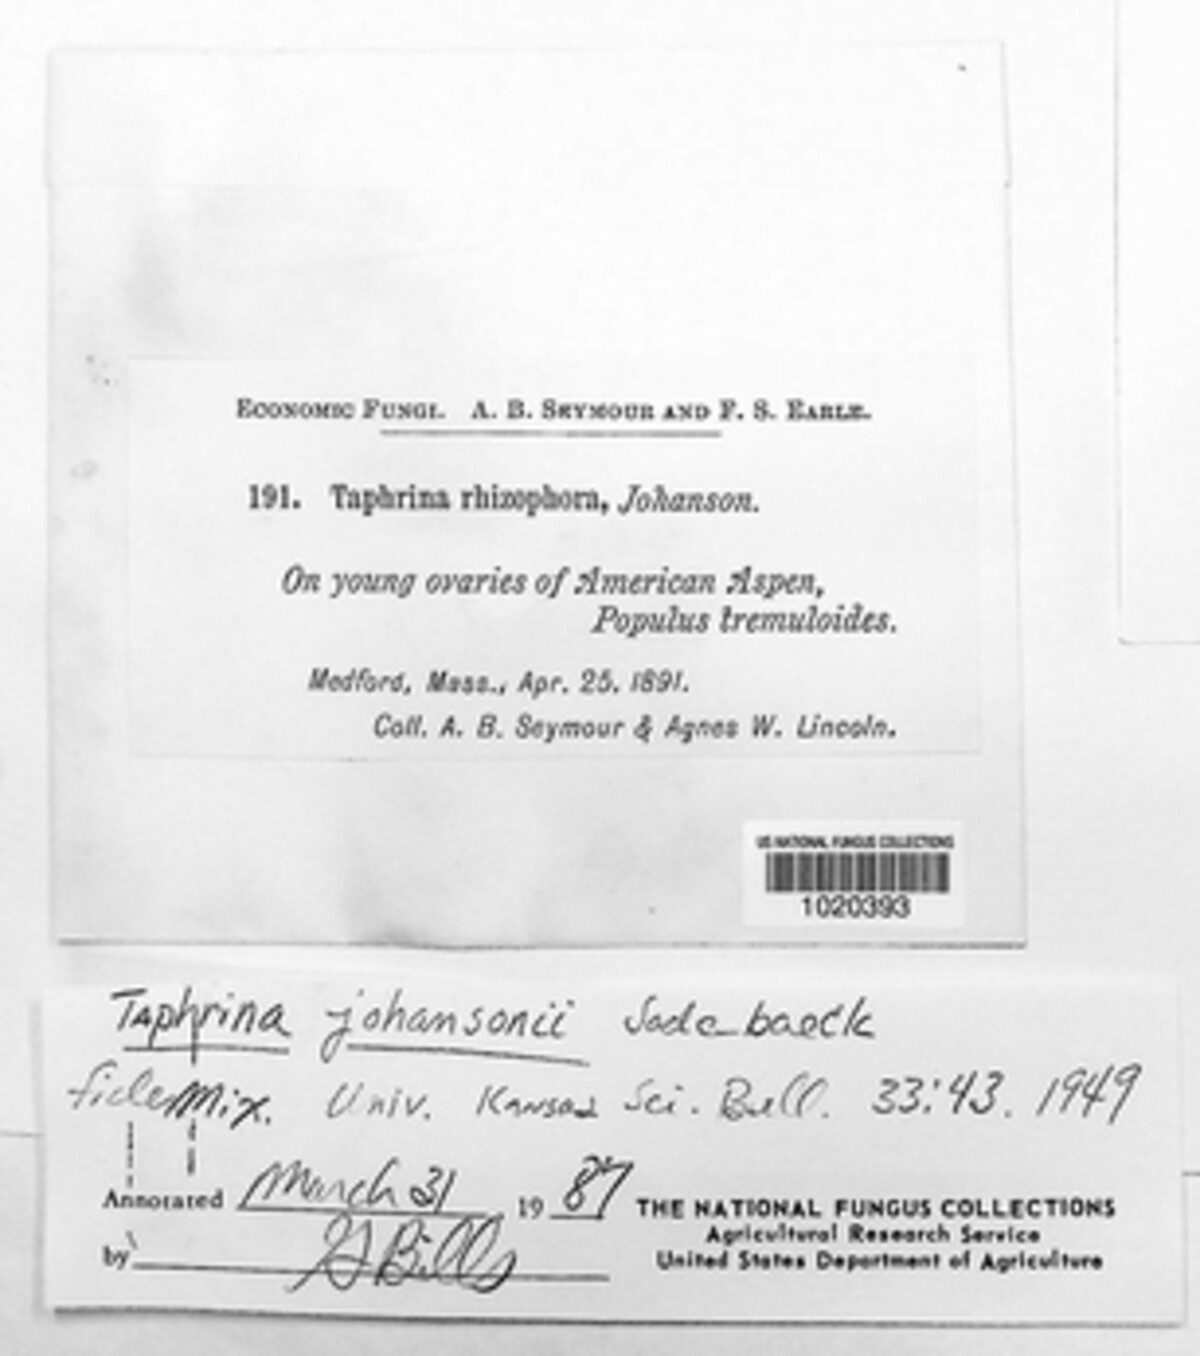 ECONOMIC FUNGI. A. B. SEYMOUR AND F. S. EARLE.
191. Taphrina rhizophora, Johanson.
On young ovaries of American Aspen,
Populus tremuloides.
Medford, Mass., Apr. 25. 1891.
Coll. A. B. Seymour & Agnes W. Lincoln.
US NATIONAL FUNGUS COLLECTIONS
1020393
Taphrina johansonii Sadebaeck
fide Mix. Univ. Kansas Sci. Bull. 33:43. 1949
Annotated March 31 1987
by G Bills
THE NATIONAL FUNGUS COLLECTIONS
Agricultural Research Service
United States Department of Agriculture